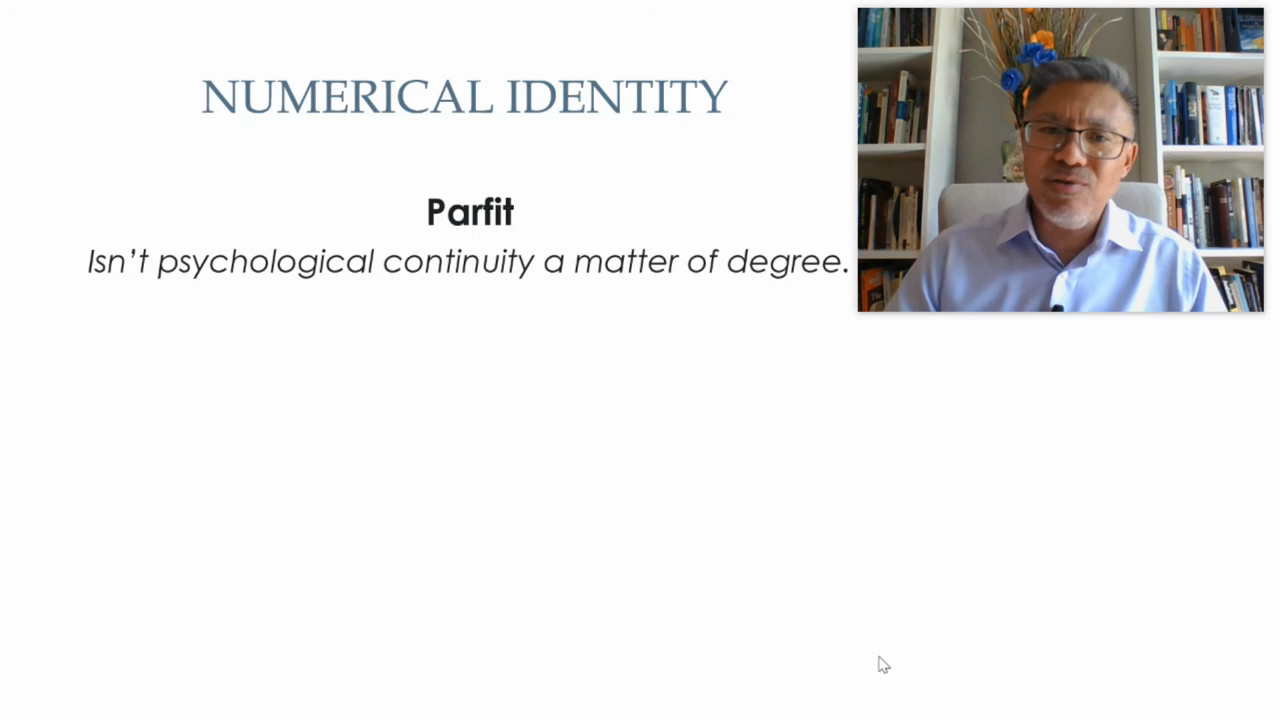 NUMERICAL IDENTITY
Parfit
Isn't psychological continuity a matter of degree.